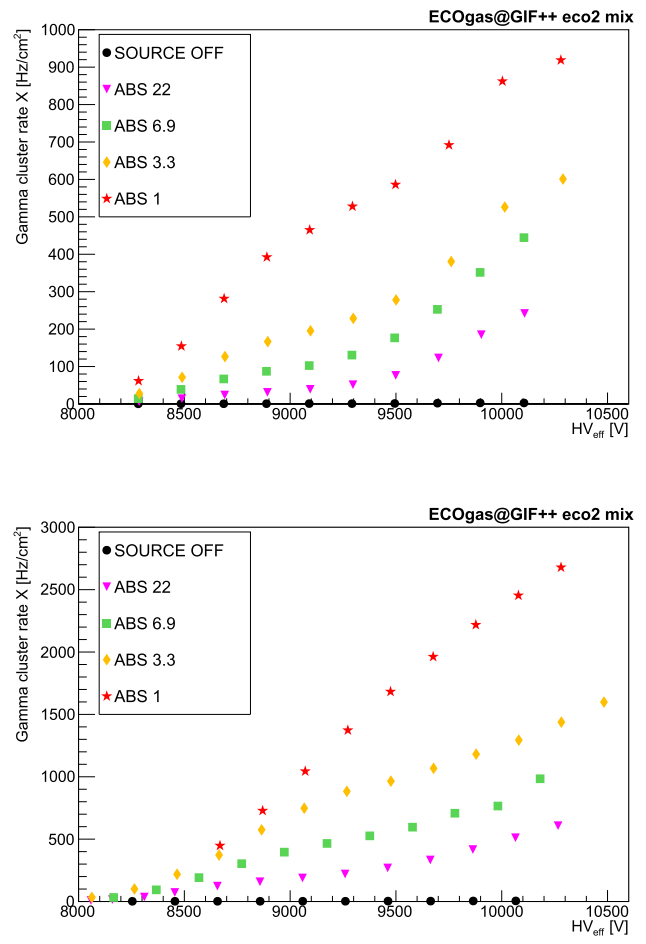 ECOgas@GIF++ eco2 mix
Gamma cluster rate X [Hz/cm²]
1000
900
800
700
600
500
400
300
200
100
0
SOURCE OFF
ABS 22
ABS 6.9
ABS 3.3
ABS 1
8000 8500 9000 9500 10000 10500
HVeff [V]
ECOgas@GIF++ eco2 mix
Gamma cluster rate X [Hz/cm²]
3000
2500
2000
1500
1000
500
0
SOURCE OFF
ABS 22
ABS 6.9
ABS 3.3
ABS 1
8000 8500 9000 9500 10000 10500
HVeff [V]